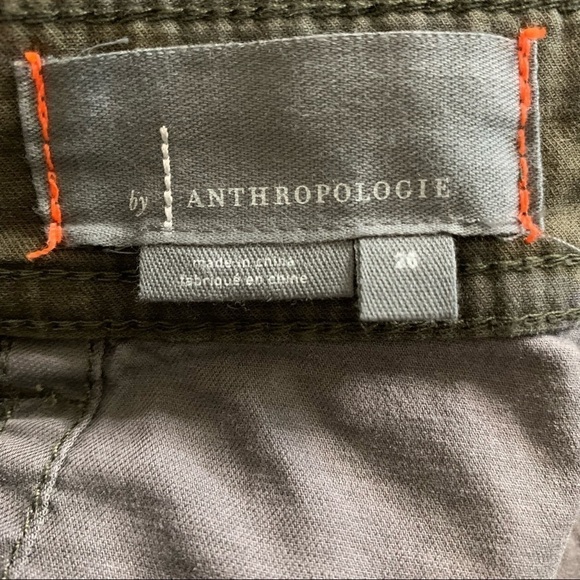 by ANTHROPOLOGIE
made in china
fabriqué en chine
26